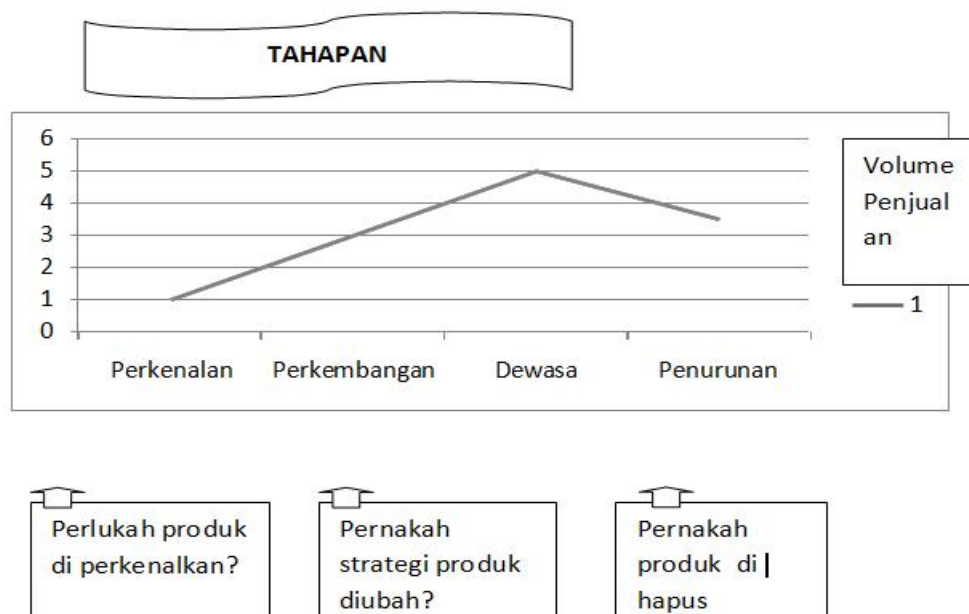 TAHAPAN
6
5
4
3
2
1
0
Perkenalan Perkembangan Dewasa Penurunan
Volume
Penjual
an
1
Perlukah produk
di perkenalkan?
Pernakah
strategi produk
diubah?
Pernakah
produk di
hapus